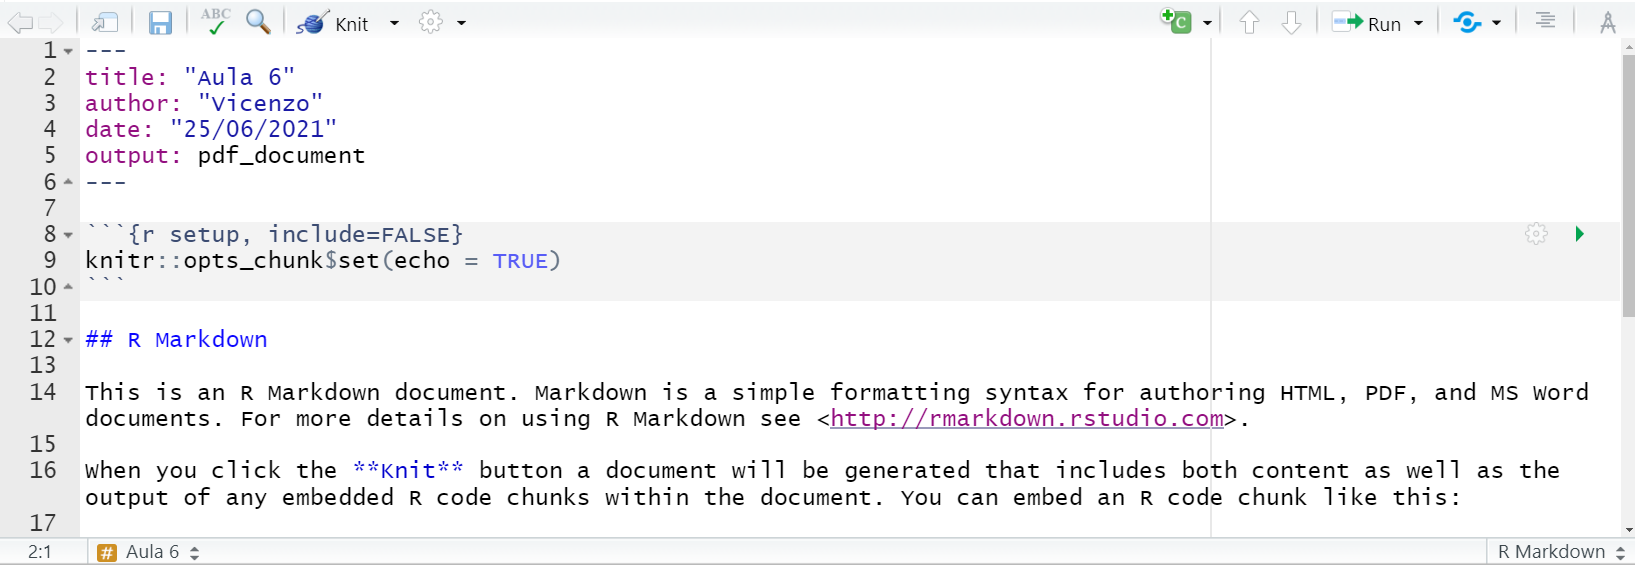 ABC Knit C Run
1 ---
2 title: "Aula 6"
3 author: "Vicenzo"
4 date: "25/06/2021"
5 output: pdf_document
6 ---
7
8 ```{r setup, include=FALSE}
9 knitr::opts_chunk$set(echo = TRUE)
10 ```
11
12 ## R Markdown
13
14 This is an R Markdown document. Markdown is a simple formatting syntax for authoring HTML, PDF, and MS Word
documents. For more details on using R Markdown see <http://rmarkdown.rstudio.com>.
15
16 When you click the **Knit** button a document will be generated that includes both content as well as the
output of any embedded R code chunks within the document. You can embed an R code chunk like this:
17
2:1 # Aula 6 R Markdown